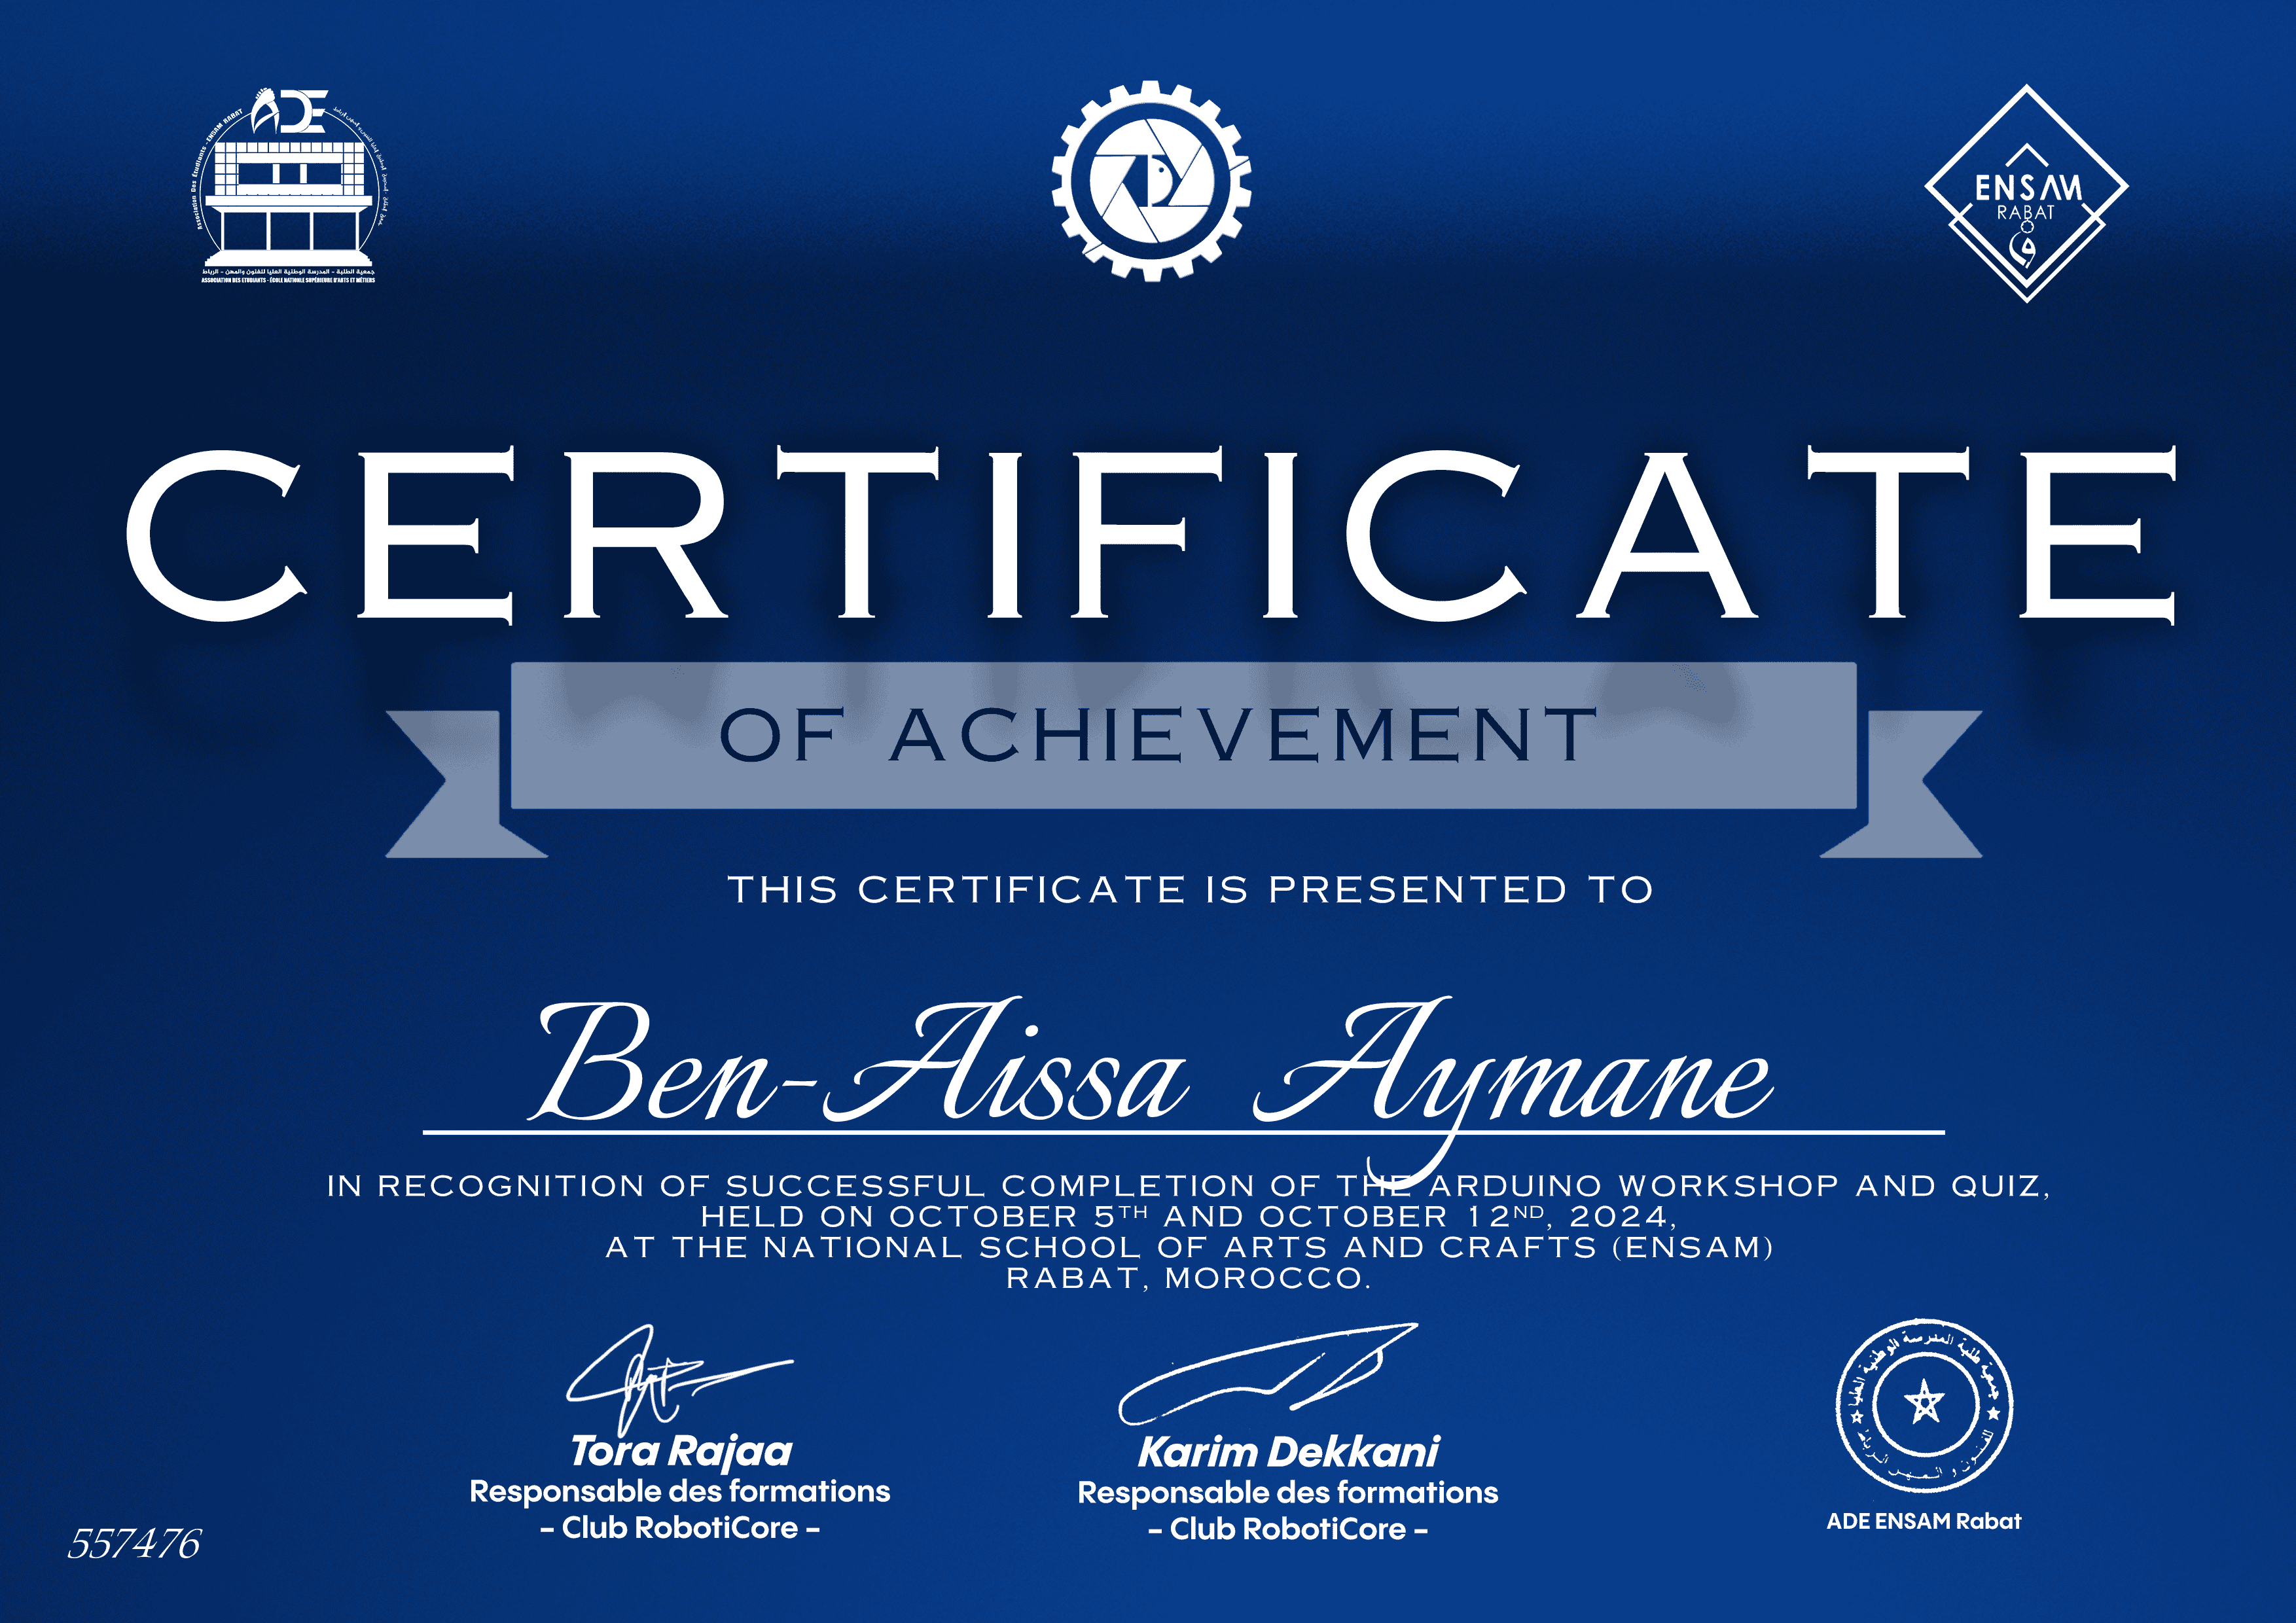 ADE
Association Des Etudiants - ENSAM RABAT
جمعية الطلبة - المدرسة الوطنية العليا للفنون والمهن - الرباط
ASSOCIATION DES ETUDIANTS - ÉCOLE NATIONALE SUPÉRIEURE D'ARTS ET MÉTIERS
ENSAM
RABAT
CERTIFICATE
OF ACHIEVEMENT
THIS CERTIFICATE IS PRESENTED TO
Ben-Aissa Aymane
IN RECOGNITION OF SUCCESSFUL COMPLETION OF THE ARDUINO WORKSHOP AND QUIZ,
HELD ON OCTOBER 5TH AND OCTOBER 12ND, 2024,
AT THE NATIONAL SCHOOL OF ARTS AND CRAFTS (ENSAM)
RABAT, MOROCCO.
Tora Rajaa
Responsable des formations
- Club RobotiCore -
Karim Dekkani
Responsable des formations
- Club RobotiCore -
جمعية طلبة المدرسة الوطنية العليا
للفنون و المهن الرباط
ADE ENSAM Rabat
557476